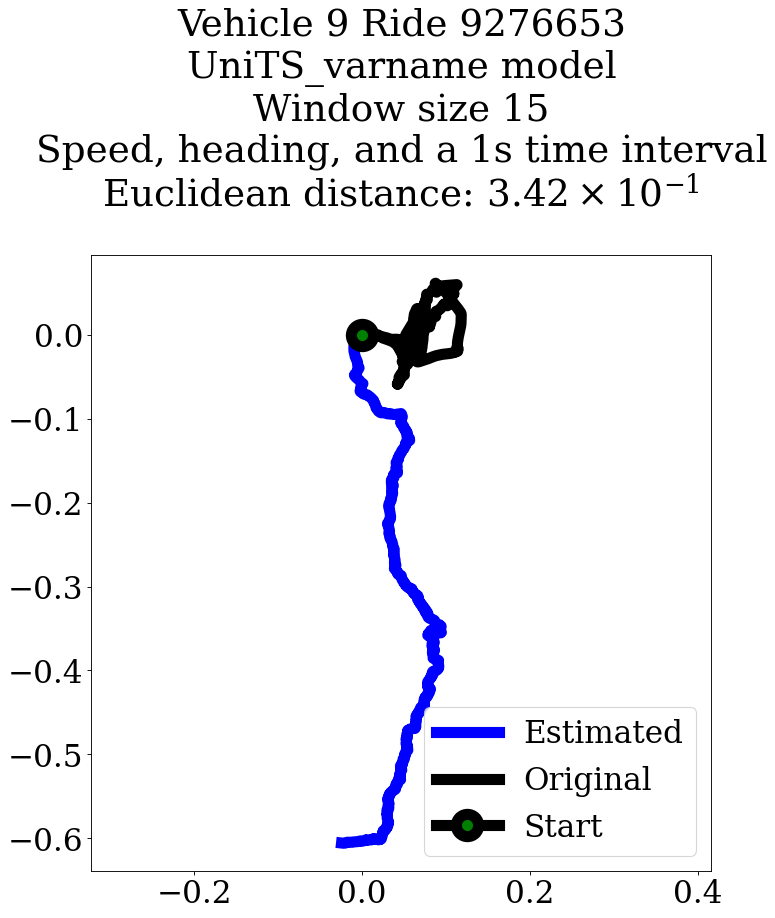 Vehicle 9 Ride 9276653
UniTS_varname model
Window size 15
Speed, heading, and a 1s time interval
Euclidean distance: 3.42 × 10⁻¹
0.0
−0.1
−0.2
−0.3
−0.4
−0.5
−0.6
Estimated
Original
Start
−0.2 0.0 0.2 0.4